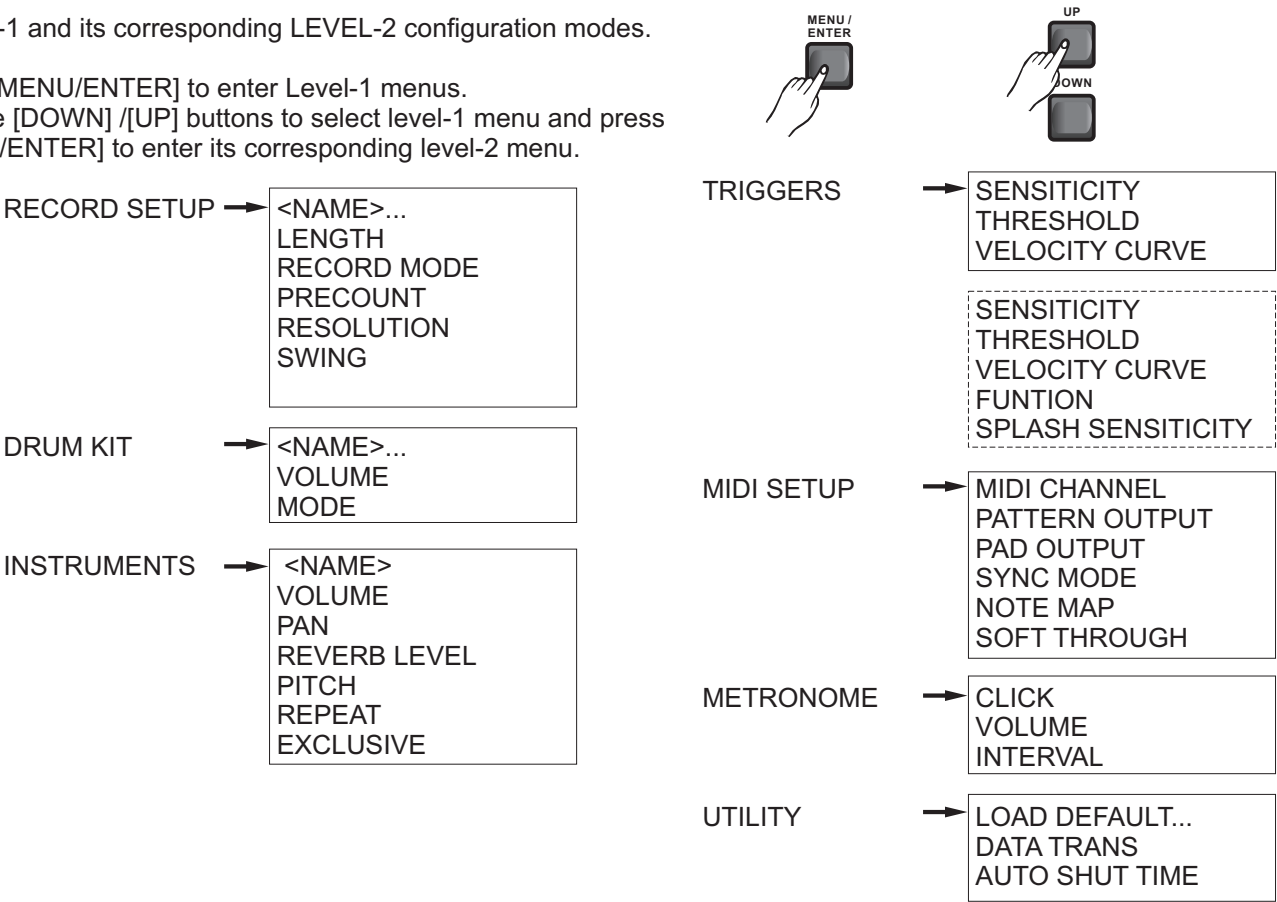 -1 and its corresponding LEVEL-2 configuration modes.
MENU/ENTER] to enter Level-1 menus.
e [DOWN] /[UP] buttons to select level-1 menu and press
/ENTER] to enter its corresponding level-2 menu.
RECORD SETUP
<NAME>...
LENGTH
RECORD MODE
PRECOUNT
RESOLUTION
SWING
DRUM KIT
<NAME>...
VOLUME
MODE
INSTRUMENTS
<NAME>
VOLUME
PAN
REVERB LEVEL
PITCH
REPEAT
EXCLUSIVE
MENU /
ENTER
UP
OWN
TRIGGERS
SENSITICITY
THRESHOLD
VELOCITY CURVE
SENSITICITY
THRESHOLD
VELOCITY CURVE
FUNTION
SPLASH SENSITICITY
MIDI SETUP
MIDI CHANNEL
PATTERN OUTPUT
PAD OUTPUT
SYNC MODE
NOTE MAP
SOFT THROUGH
METRONOME
CLICK
VOLUME
INTERVAL
UTILITY
LOAD DEFAULT...
DATA TRANS
AUTO SHUT TIME